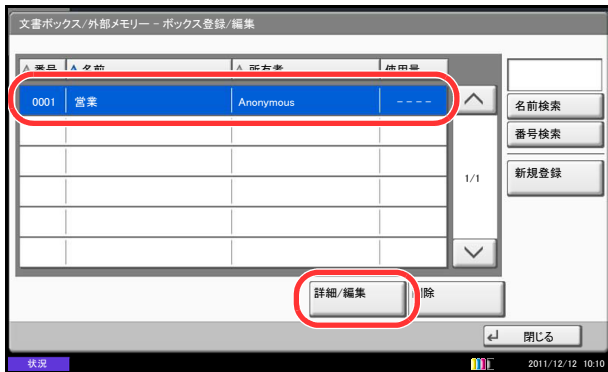 文書ボックス/外部メモリー - ボックス登録/編集
番号 名前 所有者 使用量
0001 営業 Anonymous ----
名前検索
番号検索
1/1
新規登録
詳細/編集 削除
閉じる
状況 2011/12/12 10:10